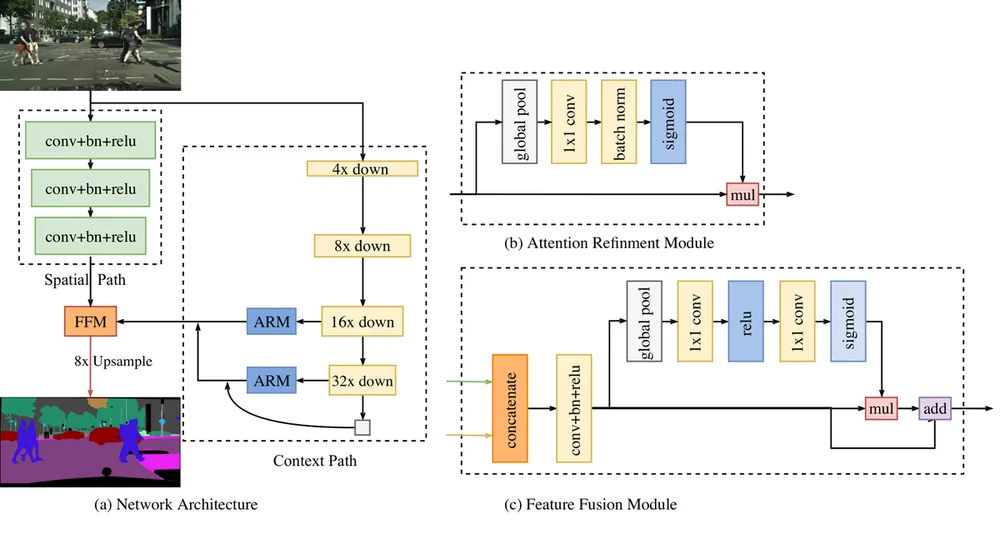 conv+bn+relu
conv+bn+relu
conv+bn+relu
Spatial Path
FFM
8x Upsample
4x down
8x down
ARM
16x down
ARM
32x down
Context Path
(a) Network Architecture
global pool
1x1 conv
batch norm
sigmoid
mul
(b) Attention Refinment Module
global pool
1x1 conv
relu
1x1 conv
sigmoid
concatenate
conv+bn+relu
mul
add
(c) Feature Fusion Module